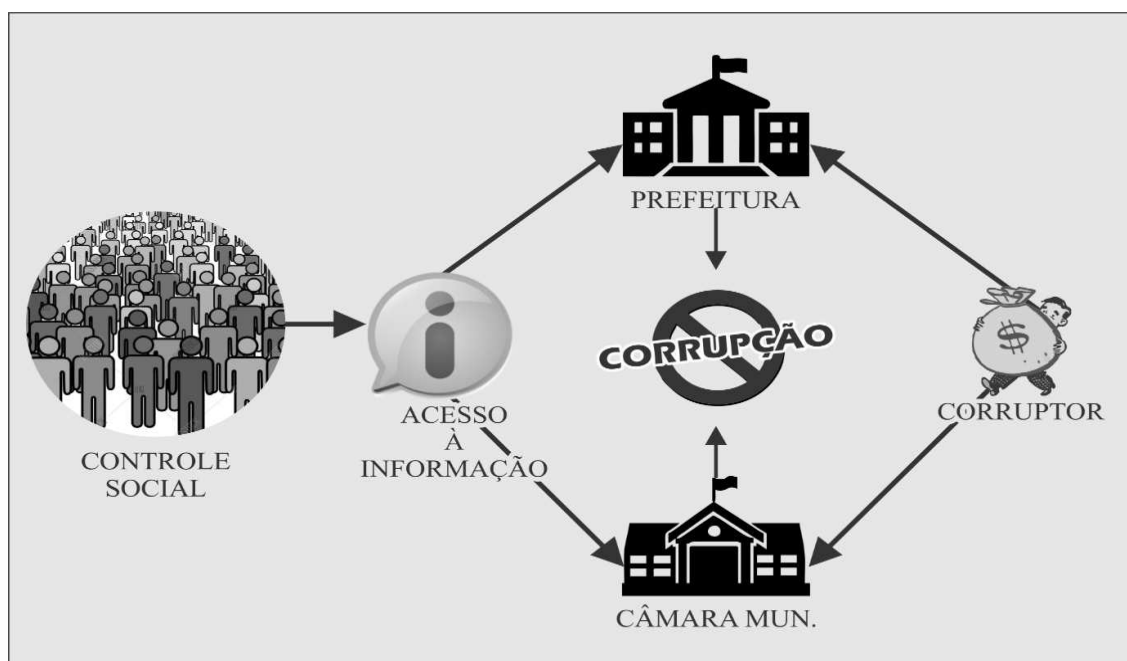 PREFEITURA
CORRUPÇÃO
$
CORRUPTOR
ACESSO
À
INFORMAÇÃO
CONTROLE
SOCIAL
CÂMARA MUN.